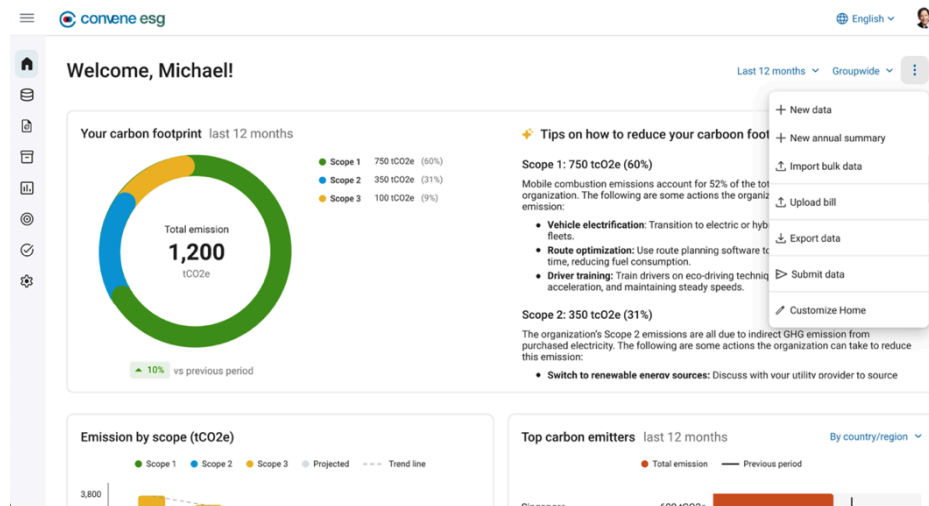 convene esg
English
Welcome, Michael!
Last 12 months
Groupwide
New data
New annual summary
Import bulk data
Upload bill
Export data
Submit data
Customize Home
Your carbon footprint last 12 months
Scope 1 750 tCO2e (60%)
Scope 2 350 tCO2e (31%)
Scope 3 100 tCO2e (9%)
Total emission
1,200
tCO2e
10% vs previous period
Tips on how to reduce your carboon foot
Scope 1: 750 tcO2e (60%)
Mobile combustion emissions account for 52% of the tot
organization. The following are some actions the organiz
emission:
Vehicle electrification: Transition to electric or hyb
fleets.
Route optimization: Use route planning software to
time, reducing fuel consumption.
Driver training: Train drivers on eco-driving techniq
acceleration, and maintaining steady speeds.
Scope 2: 350 tcO2e (31%)
The organization's Scope 2 emissions are all due to indirect GHG emission from
purchased electricity. The following are some actions the organization can take to reduce
this emission:
Switch to renewable energy sources: Discuss with your utility provider to source
Emission by scope (tCO2e)
Scope 1 Scope 2 Scope 3 Projected Trend line
3,800
Top carbon emitters last 12 months
By country/region
Total emission Previous period
Singapore 600 tCO2e